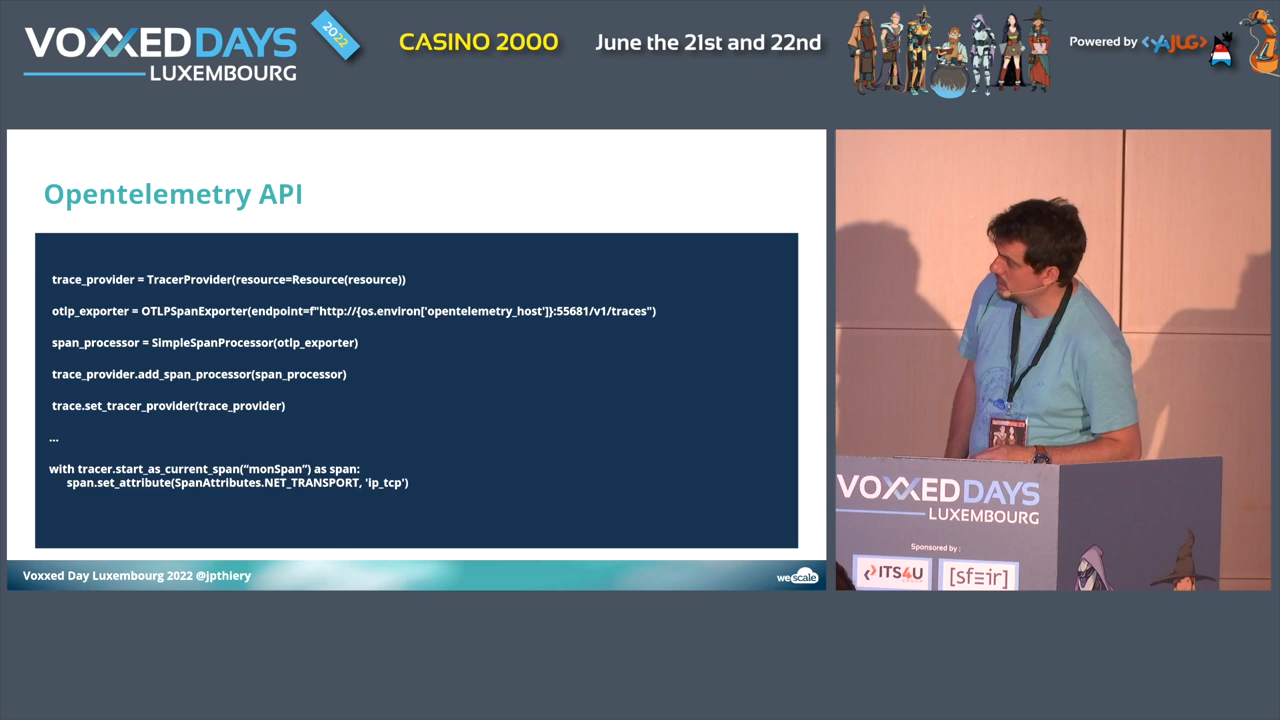 VOXXED DAYS
LUXEMBOURG
2022
CASINO 2000
June the 21st and 22nd
Powered by <YAJUG>
Opentelemetry API
trace_provider = TracerProvider(resource=Resource(resource))
otlp_exporter = OTLPSpanExporter(endpoint=f"http://{os.environ['opentelemetry_host']}:55681/v1/traces")
span_processor = SimpleSpanProcessor(otlp_exporter)
trace_provider.add_span_processor(span_processor)
trace.set_tracer_provider(trace_provider)
...
with tracer.start_as_current_span(“monSpan”) as span:
span.set_attribute(SpanAttributes.NET_TRANSPORT, 'ip_tcp')
Voxxed Day Luxembourg 2022 @jpthiery
wescale
VOXXED DAYS
LUXEMBOURG
Sponsored by :
ITS4U
[sfeir]